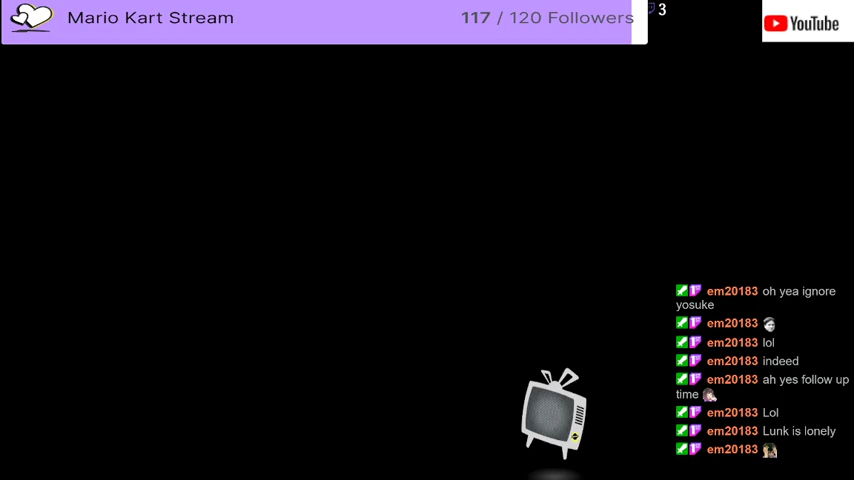 Mario Kart Stream
117 / 120 Followers
3
YouTube
em20183 oh yea ignore
yosuke
em20183
em20183 lol
em20183 indeed
em20183 ah yes follow up
time
em20183 Lol
em20183 Lunk is lonely
em20183